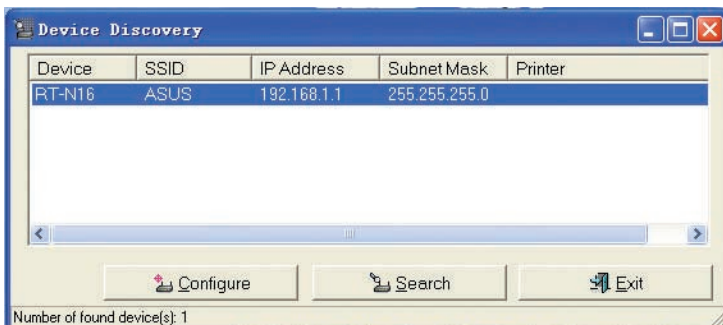 Device Discovery
Device SSID IP Address Subnet Mask Printer
RT-N16 ASUS 192.168.1.1 255.255.255.0
Configure Search Exit
Number of found device(s): 1